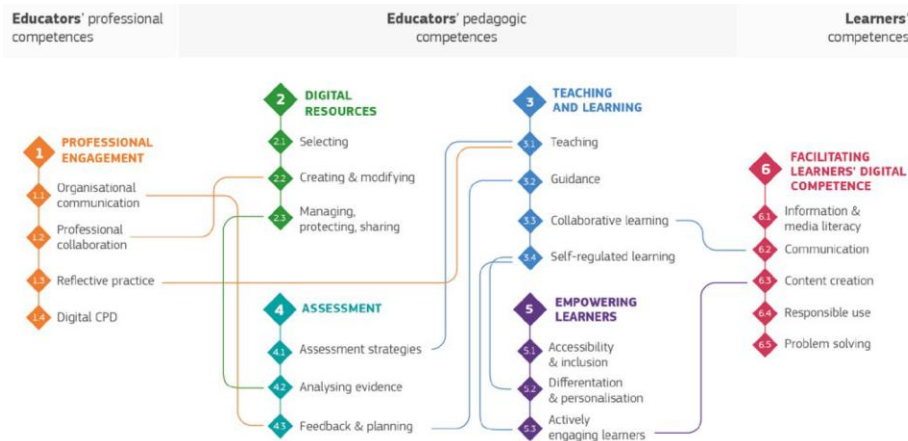 Educators' professional
competences
Educators' pedagogic
competences
Learners'
competences
1
PROFESSIONAL
ENGAGEMENT
1.1
Organisational
communication
1.2
Professional
collaboration
1.3
Reflective practice
1.4
Digital CPD
2
DIGITAL
RESOURCES
2.1
Selecting
2.2
Creating & modifying
2.3
Managing,
protecting, sharing
3
TEACHING
AND LEARNING
3.1
Teaching
3.2
Guidance
3.3
Collaborative learning
3.4
Self-regulated learning
4
ASSESSMENT
4.1
Assessment strategies
4.2
Analysing evidence
4.3
Feedback & planning
5
EMPOWERING
LEARNERS
5.1
Accessibility
& inclusion
5.2
Differentation
& personalisation
5.3
Actively
engaging learners
6
FACILITATING
LEARNERS' DIGITAL
COMPETENCE
6.1
Information &
media literacy
6.2
Communication
6.3
Content creation
6.4
Responsible use
6.5
Problem solving